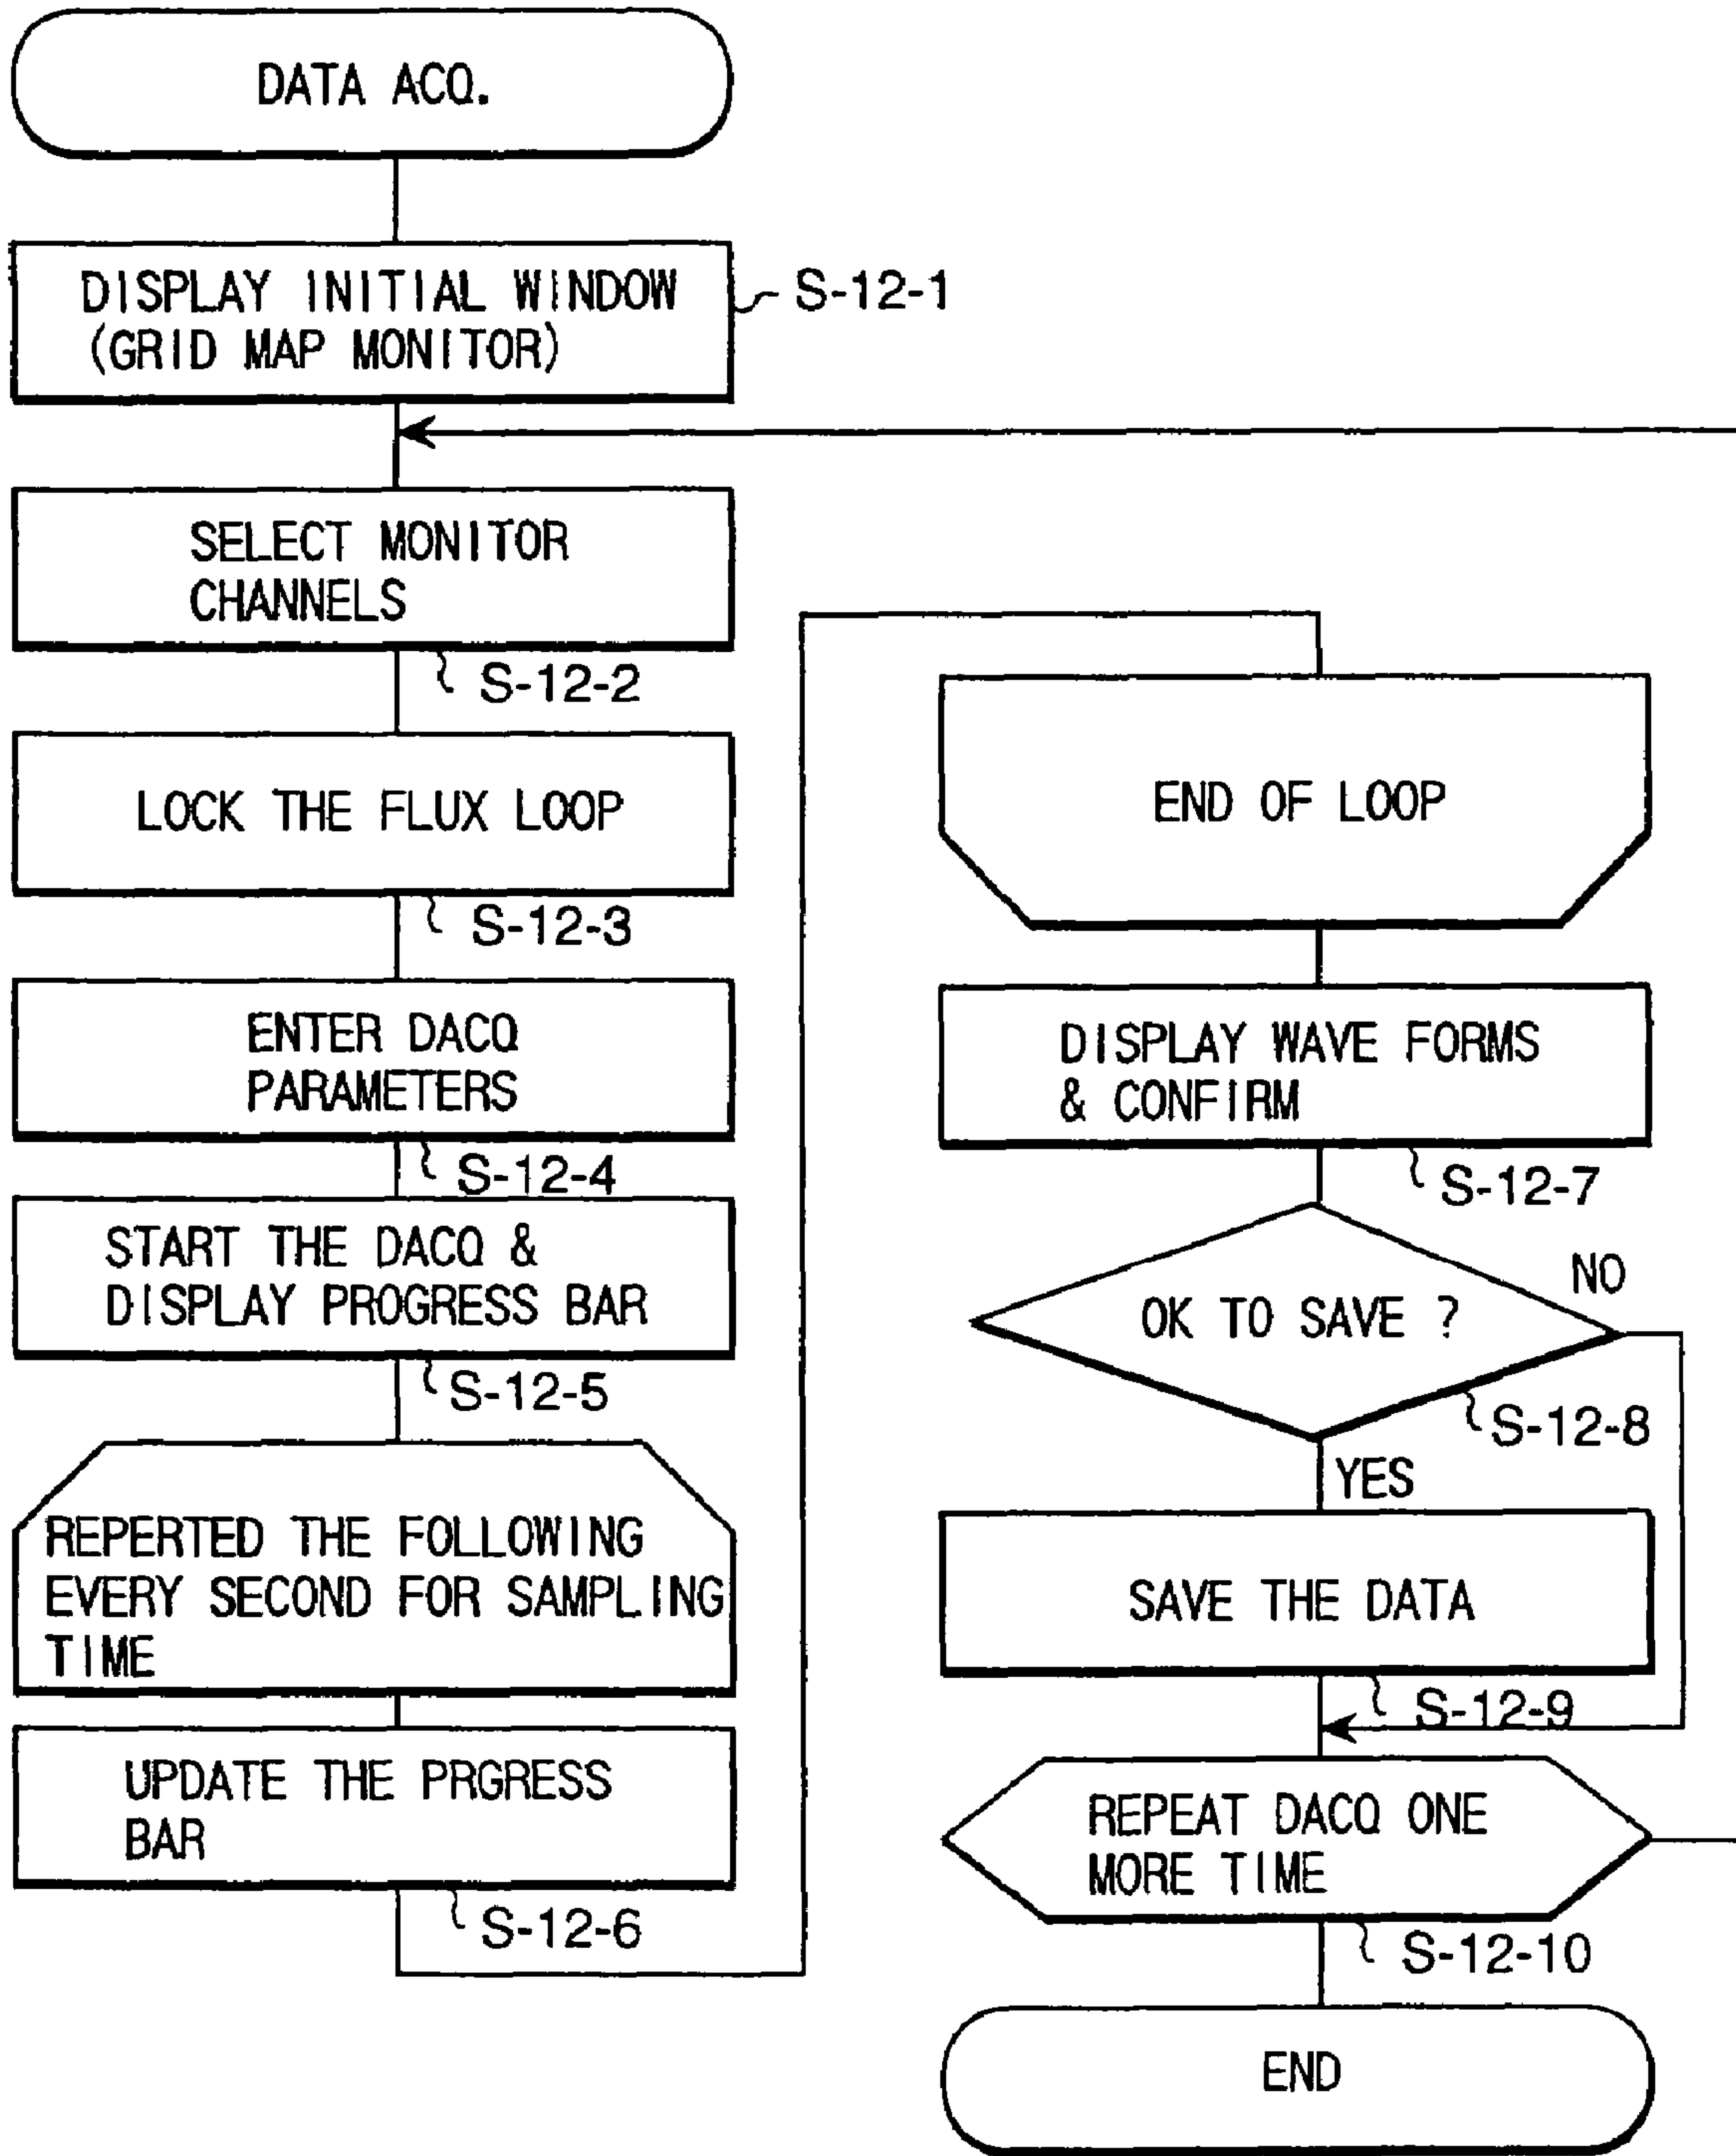 DATA ACQ.
DISPLAY INITIAL WINDOW
(GRID MAP MONITOR)
S-12-1
SELECT MONITOR
CHANNELS
S-12-2
LOCK THE FLUX LOOP
S-12-3
ENTER DACQ
PARAMETERS
S-12-4
START THE DACQ &
DISPLAY PROGRESS BAR
S-12-5
REPERTED THE FOLLOWING
EVERY SECOND FOR SAMPLING
TIME
UPDATE THE PRGRESS
BAR
S-12-6
END OF LOOP
DISPLAY WAVE FORMS
& CONFIRM
S-12-7
OK TO SAVE ?
NO
S-12-8
YES
SAVE THE DATA
S-12-9
REPEAT DACQ ONE
MORE TIME
S-12-10
END